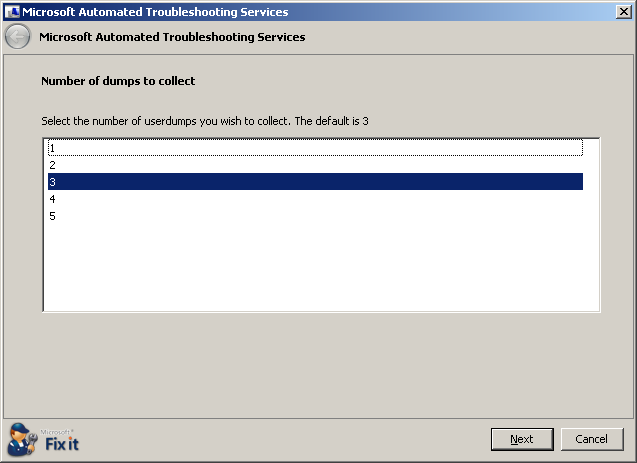 Microsoft Automated Troubleshooting Services
Microsoft Automated Troubleshooting Services
Number of dumps to collect
Select the number of userdumps you wish to collect. The default is 3
1
2
3
4
5
Microsoft®
Fix it
Next
Cancel